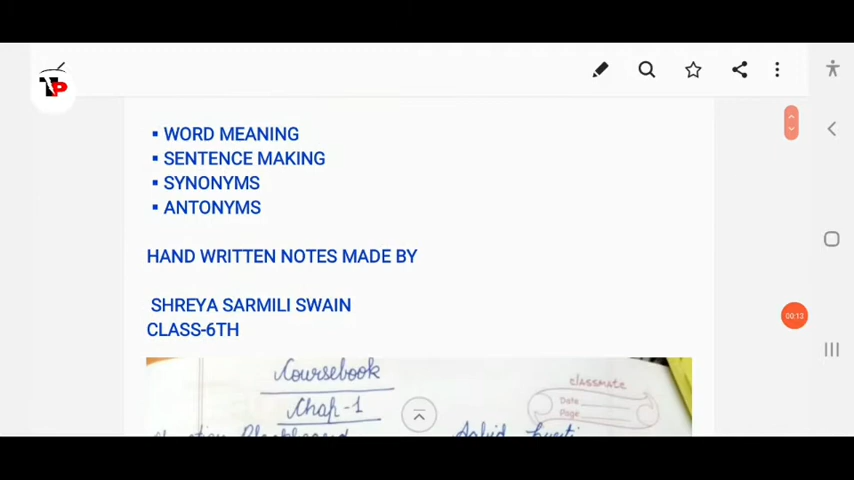 TP
▪ WORD MEANING
▪ SENTENCE MAKING
▪ SYNONYMS
▪ ANTONYMS
HAND WRITTEN NOTES MADE BY
SHREYA SARMILI SWAIN
CLASS-6TH
00:13
Coursebook
Chap-1
classmate
Date
Page